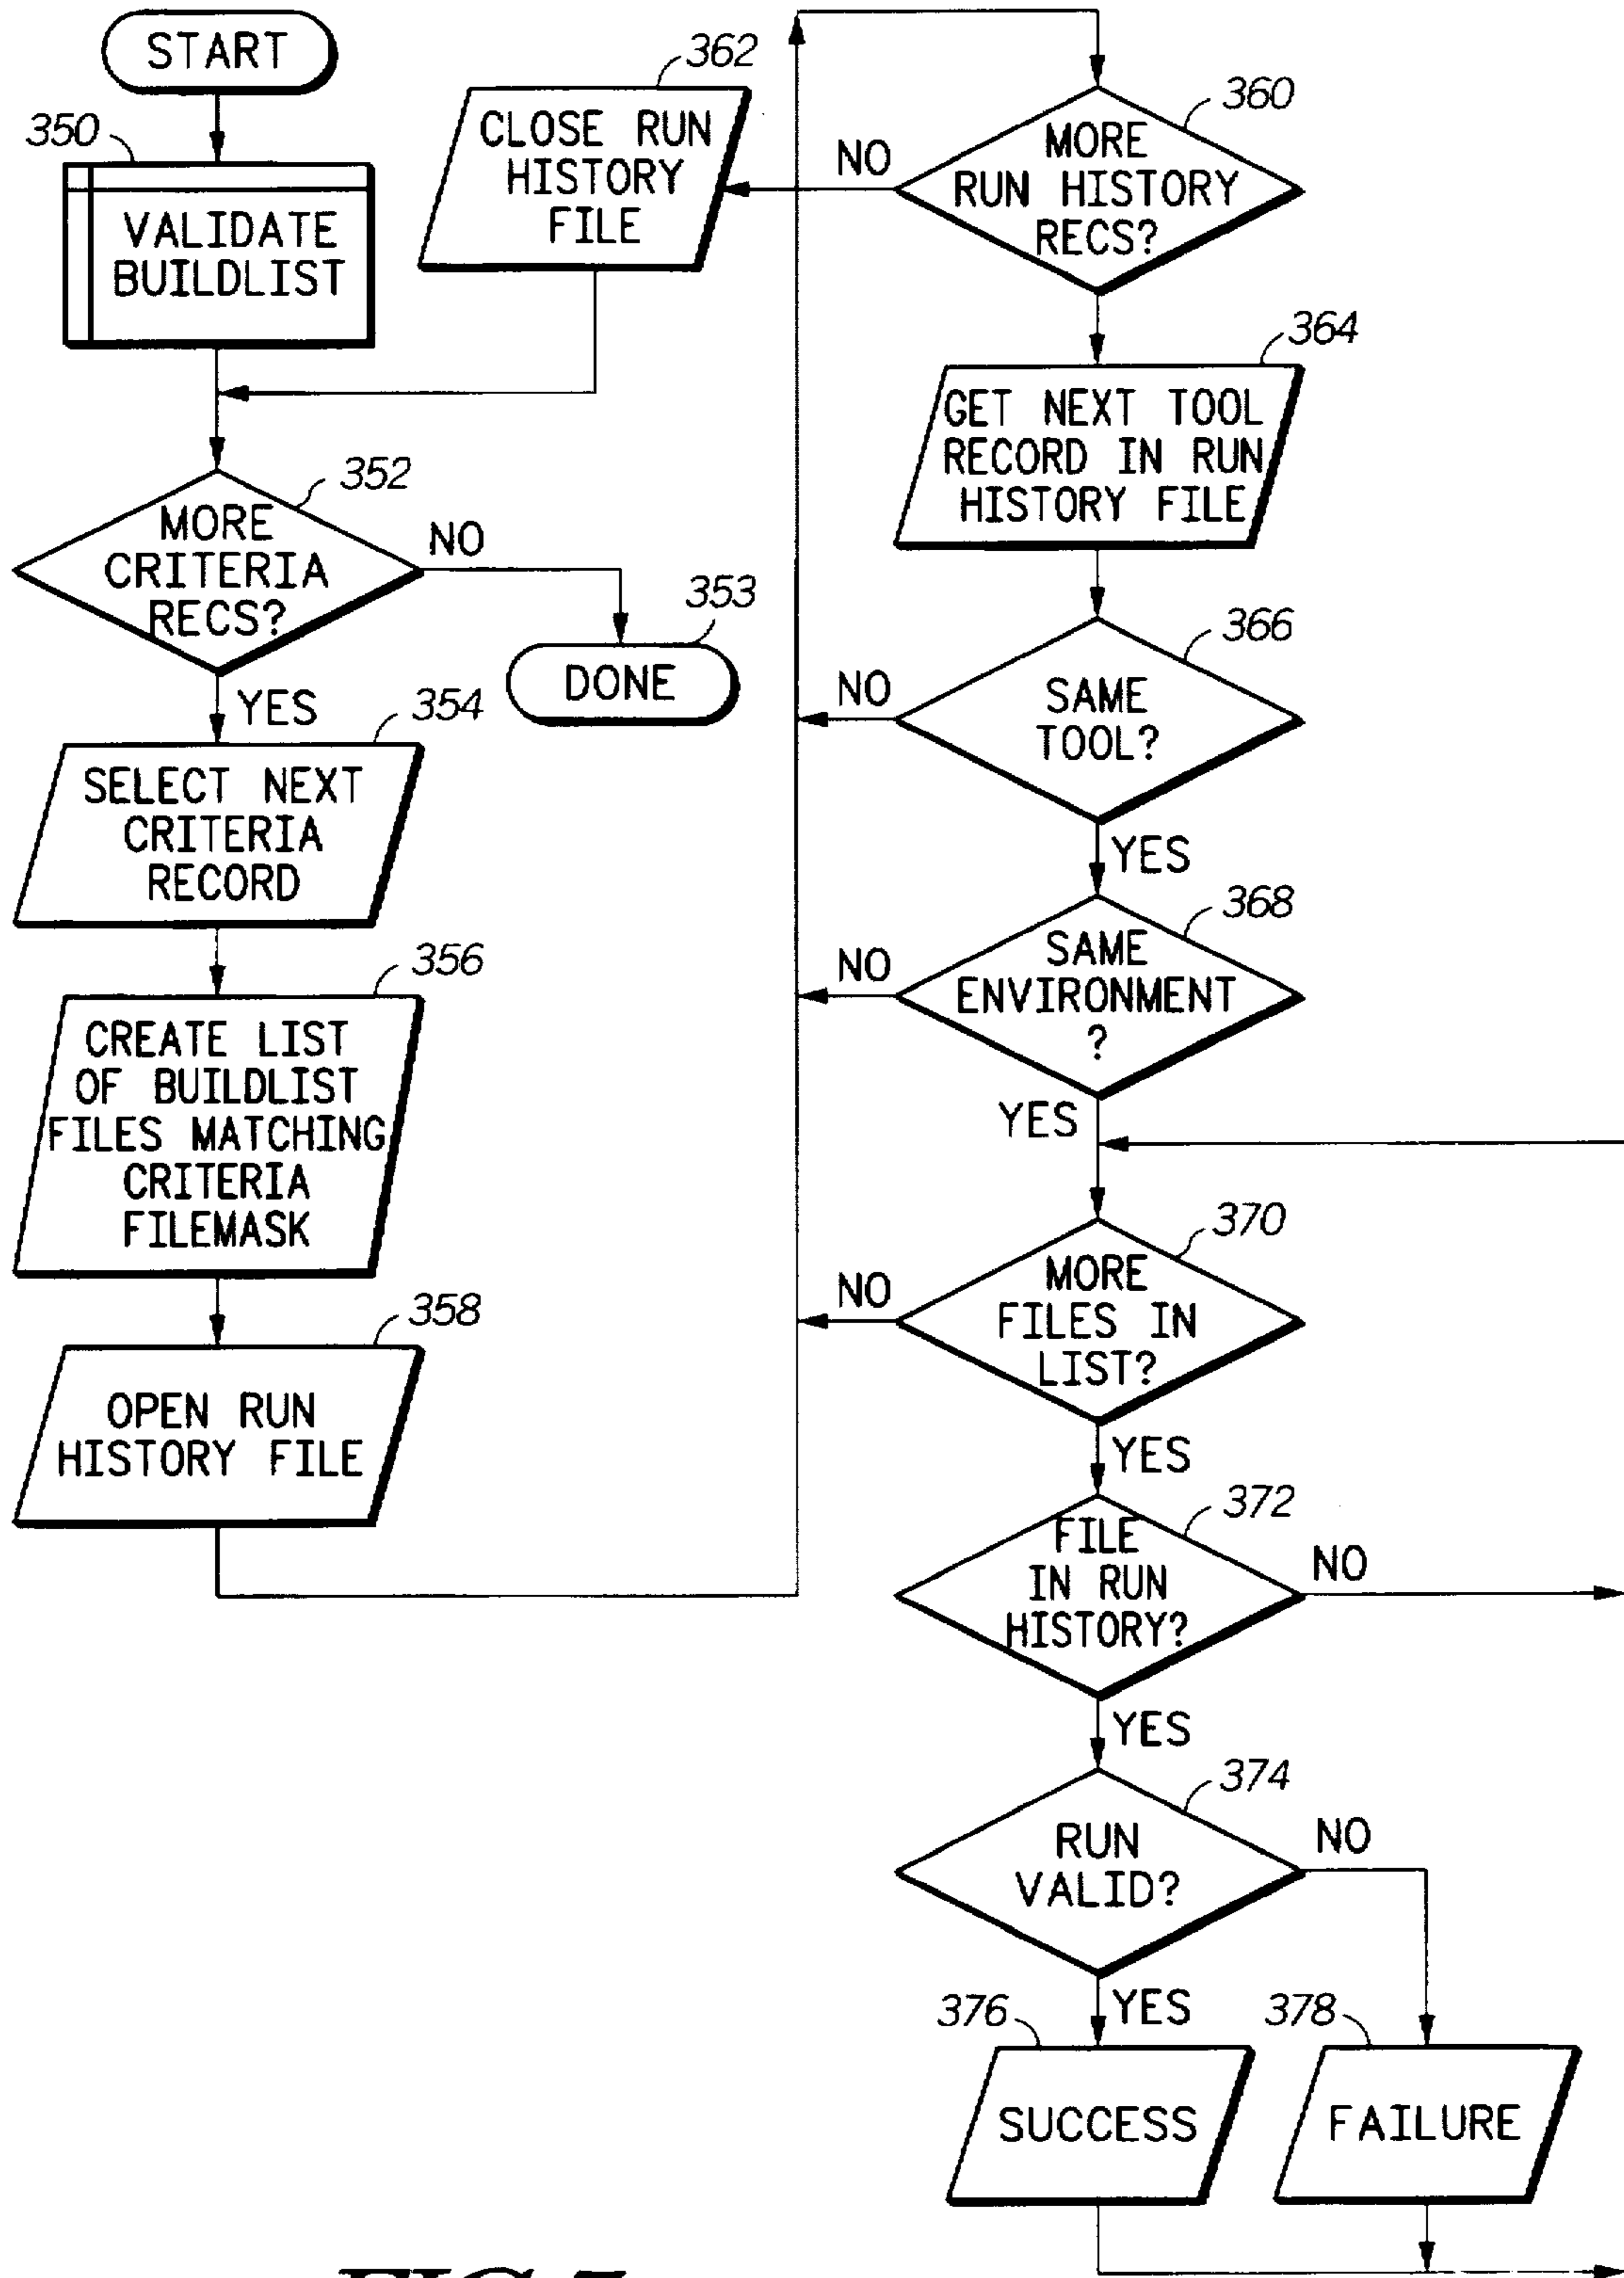 START
350
VALIDATE
BUILDLIST
362
CLOSE RUN
HISTORY
FILE
352
MORE
CRITERIA
RECS?
NO
353
DONE
YES
354
SELECT NEXT
CRITERIA
RECORD
356
CREATE LIST
OF BUILDLIST
FILES MATCHING
CRITERIA
FILEMASK
358
OPEN RUN
HISTORY FILE
360
MORE
RUN HISTORY
RECS?
NO
364
GET NEXT TOOL
RECORD IN RUN
HISTORY FILE
366
SAME
TOOL?
NO
YES
368
SAME
ENVIRONMENT
?
NO
YES
370
MORE
FILES IN
LIST?
NO
YES
372
FILE
IN RUN
HISTORY?
NO
YES
374
RUN
VALID?
NO
YES
376
SUCCESS
378
FAILURE